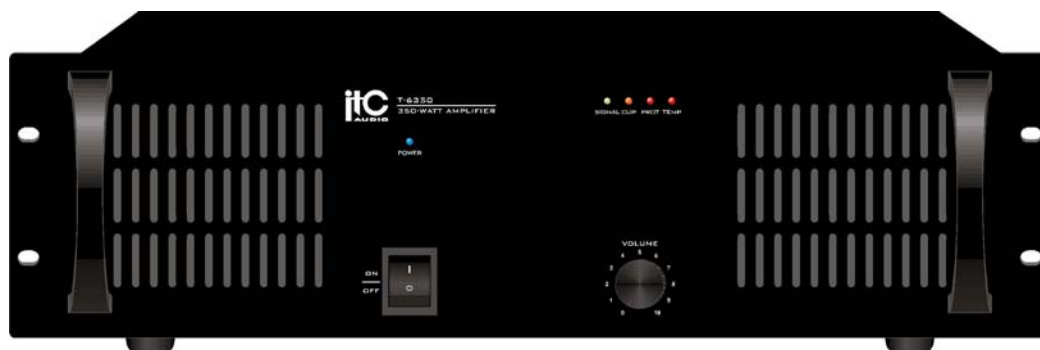 itC
AUDIO
T-6350
350-WATT AMPLIFIER
SIGNAL CLIP PROT TEMP
POWER
VOLUME
ON
OFF
I
O
0 1 2 3 4 5 6 7 8 9 10